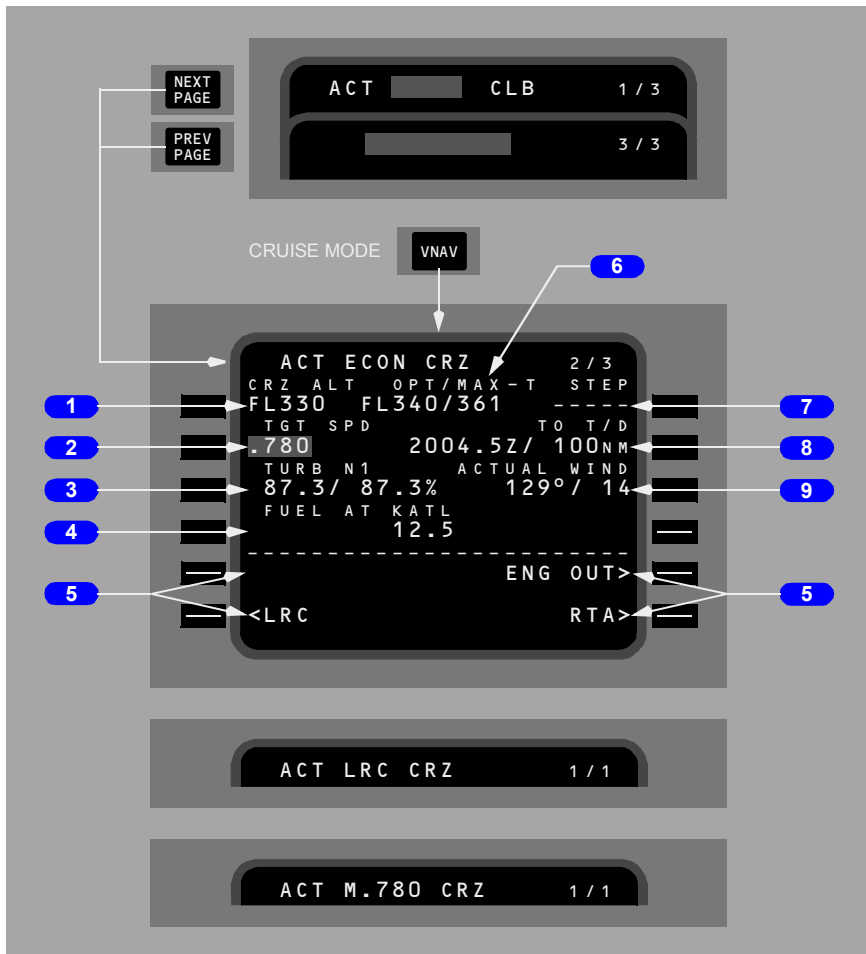 NEXT
PAGE
ACT CLB 1/3
PREV
PAGE
3/3
CRUISE MODE
VNAV
6
ACT ECON CRZ 2/3
CRZ ALT OPT/MAX-T STEP
1 FL330 FL340/361 ----- 7
TGT SPD TO T/D
2 .780 2004.5Z/ 100NM 8
TURB N1 ACTUAL WIND
3 87.3/ 87.3% 129°/ 14 9
FUEL AT KATL
4 12.5
------------------------
5 ENG OUT> 5
<LRC RTA>
ACT LRC CRZ 1/1
ACT M.780 CRZ 1/1